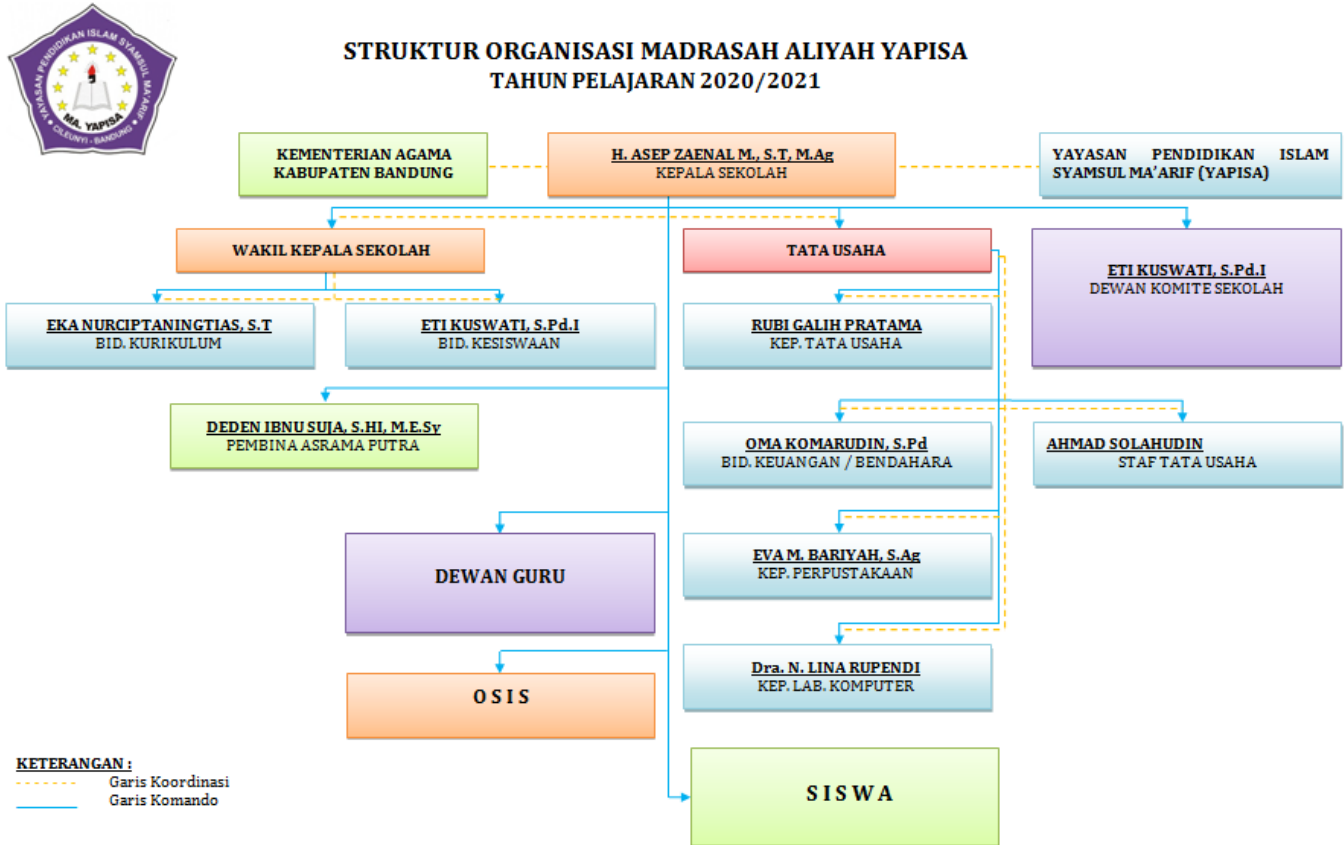 YAYASAN PENDIDIKAN ISLAM SYAMSUL MA'ARIF
MA. YAPISA
CILEUNYI - BANDUNG
STRUKTUR ORGANISASI MADRASAH ALIYAH YAPISA
TAHUN PELAJARAN 2020/2021
KEMENTERIAN AGAMA
KABUPATEN BANDUNG
H. ASEP ZAENAL M., S.T, M.Ag
KEPALA SEKOLAH
YAYASAN PENDIDIKAN ISLAM
SYAMSUL MA'ARIF (YAPISA)
WAKIL KEPALA SEKOLAH
TATA USAHA
ETI KUSWATI, S.Pd.I
DEWAN KOMITE SEKOLAH
EKA NURCIPTANINGTIAS, S.T
BID. KURIKULUM
ETI KUSWATI, S.Pd.I
BID. KESISWAAN
RUBI GALIH PRATAMA
KEP. TATA USAHA
DEDEN IBNU SUJA, S.HI, M.E.Sy
PEMBINA ASRAMA PUTRA
OMA KOMARUDIN, S.Pd
BID. KEUANGAN / BENDAHARA
AHMAD SOLAHUDIN
STAF TATA USAHA
DEWAN GURU
EVA M. BARIYAH, S.Ag
KEP. PERPUSTAKAAN
O S I S
Dra. N. LINA RUPENDI
KEP. LAB. KOMPUTER
S I S W A
KETERANGAN :
Garis Koordinasi
Garis Komando